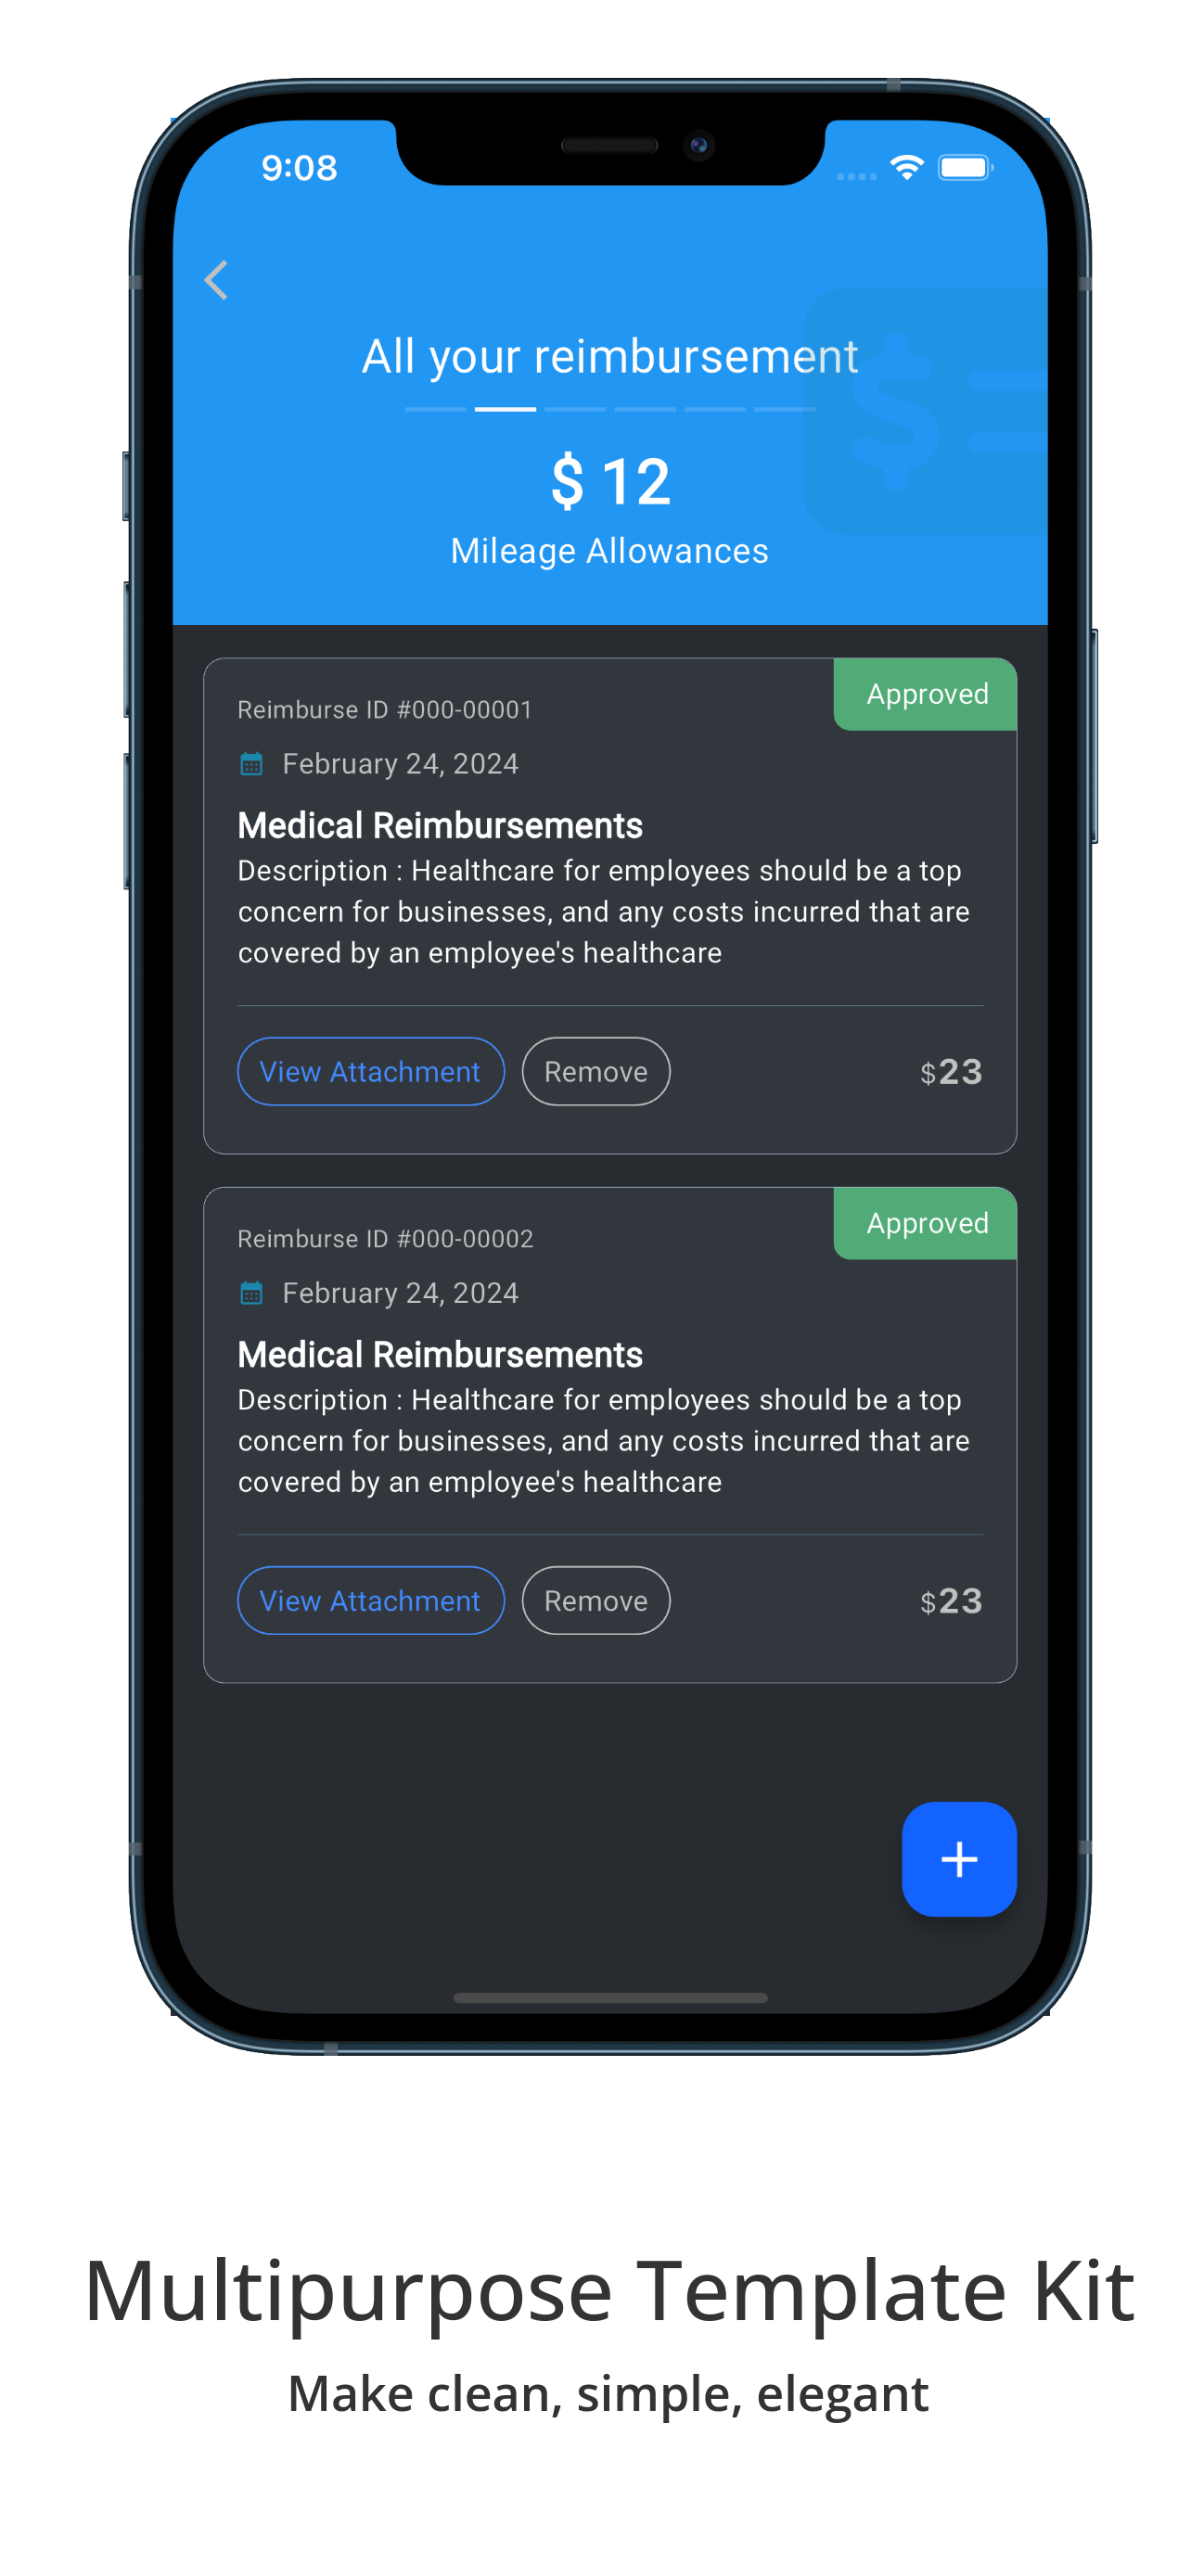 9:08
All your reimbursement
$ 12
Mileage Allowances
Approved
Reimburse ID #000-00001
February 24, 2024
Medical Reimbursements
Description : Healthcare for employees should be a top
concern for businesses, and any costs incurred that are
covered by an employee's healthcare
View Attachment Remove $23
Approved
Reimburse ID #000-00002
February 24, 2024
Medical Reimbursements
Description : Healthcare for employees should be a top
concern for businesses, and any costs incurred that are
covered by an employee's healthcare
View Attachment Remove $23
Multipurpose Template Kit
Make clean, simple, elegant